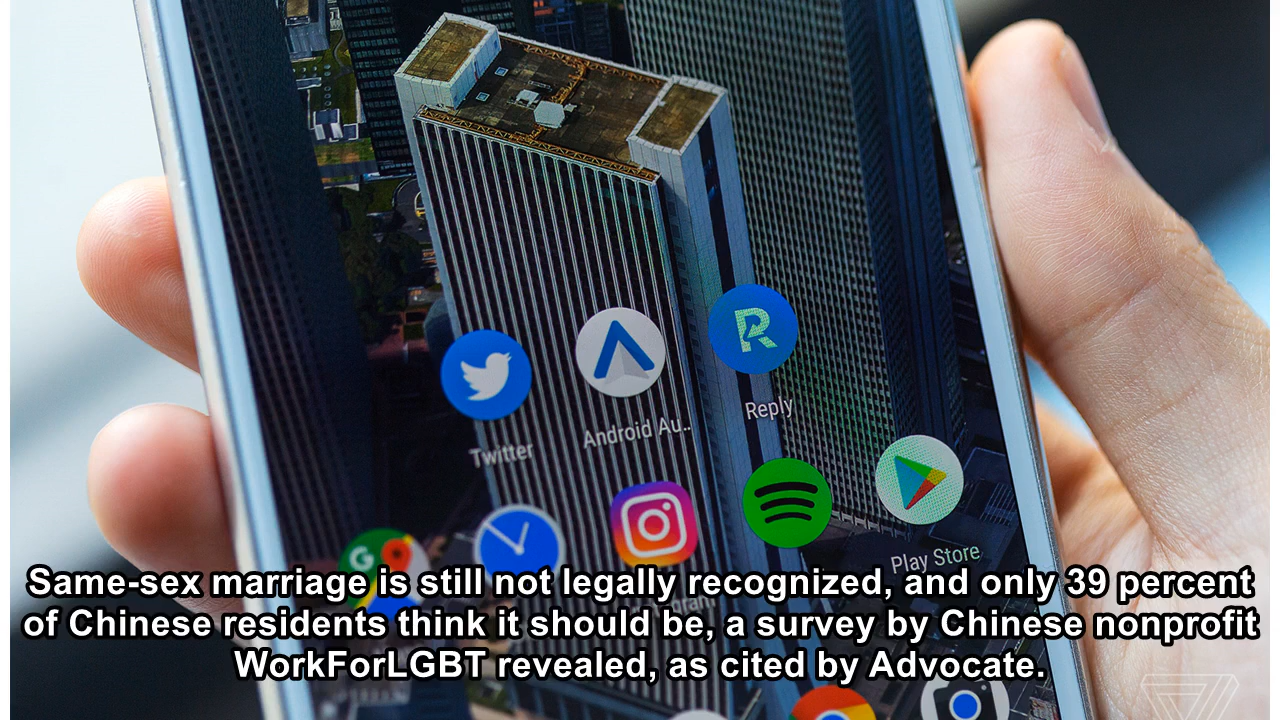 Twitter
Android Au..
Reply
Play Store
Same-sex marriage is still not legally recognized, and only 39 percent
of Chinese residents think it should be, a survey by Chinese nonprofit
WorkForLGBT revealed, as cited by Advocate.